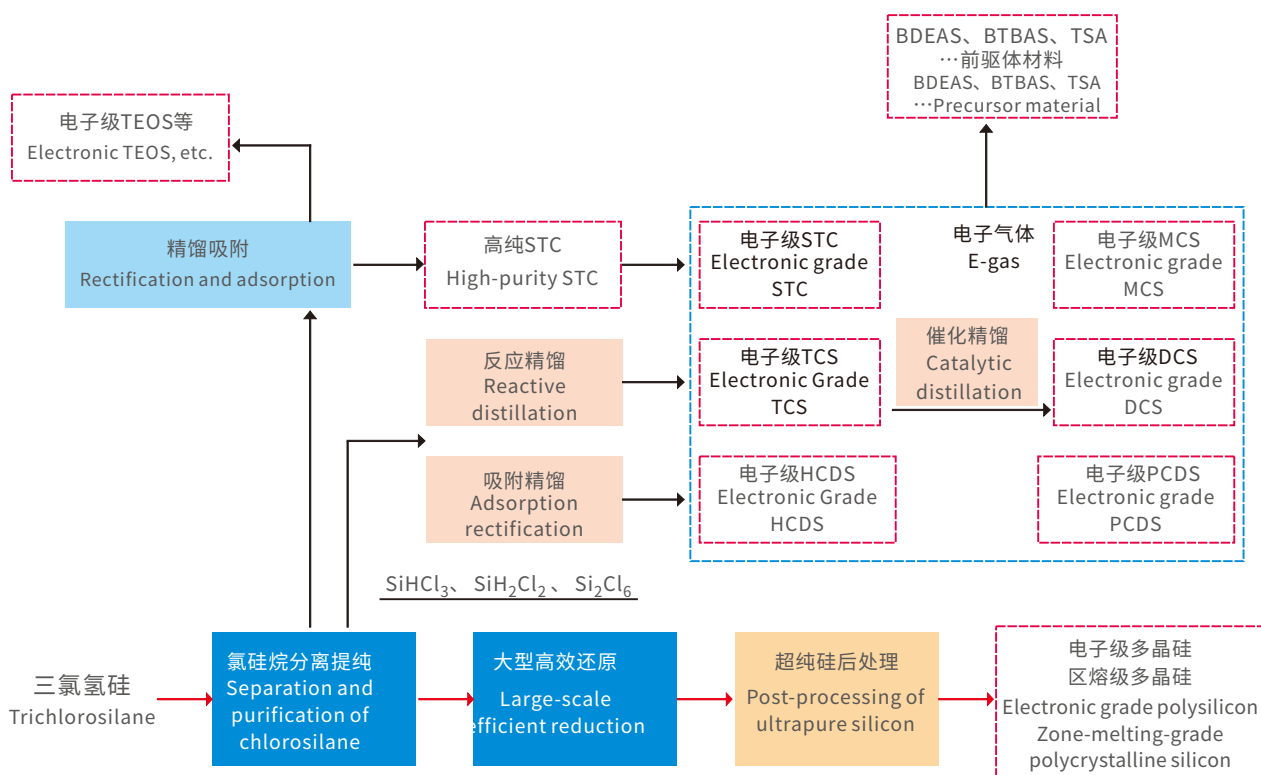 BDEAS、BTBAS、TSA
…前驱体材料
BDEAS、BTBAS、TSA
…Precursor material
电子级TEOS等
Electronic TEOS, etc.
精馏吸附
Rectification and adsorption
高纯STC
High-purity STC
电子级STC
Electronic grade
STC
电子气体
E-gas
电子级MCS
Electronic grade
MCS
反应精馏
Reactive
distillation
电子级TCS
Electronic Grade
TCS
催化精馏
Catalytic
distillation
电子级DCS
Electronic grade
DCS
吸附精馏
Adsorption
rectification
电子级HCDS
Electronic Grade
HCDS
电子级PCDS
Electronic grade
PCDS
SiHCl₃、 SiH₂Cl₂ 、 Si₂Cl₆
三氯氢硅
Trichlorosilane
氯硅烷分离提纯
Separation and
purification of
chlorosilane
大型高效还原
Large-scale
efficient reduction
超纯硅后处理
Post-processing of
ultrapure silicon
电子级多晶硅
区熔级多晶硅
Electronic grade polysilicon
Zone-melting-grade
polycrystalline silicon